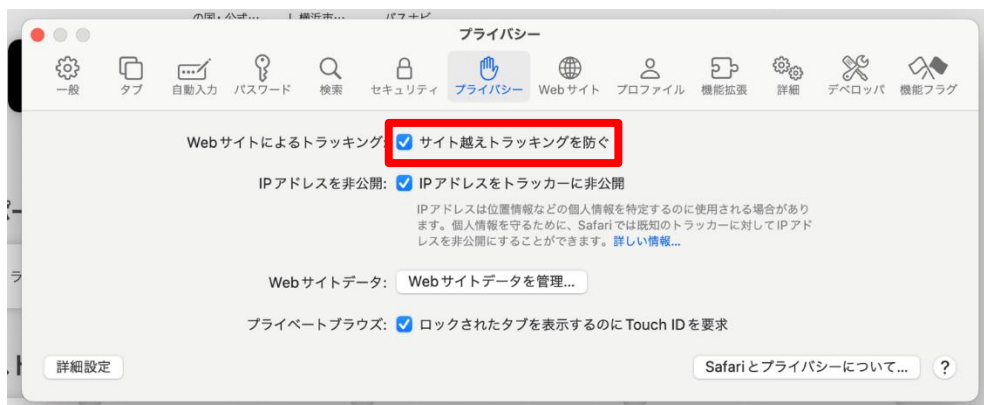 の国・公式… し横浜市… パスナビ
プライバシー
一般 タブ 自動入力 パスワード 検索 セキュリティ プライバシー Webサイト プロファイル 機能拡張 詳細 デベロッパ 機能フラグ
Webサイトによるトラッキング: サイト越えトラッキングを防ぐ
IPアドレスを非公開: IPアドレスをトラッカーに非公開
IPアドレスは位置情報などの個人情報を特定するのに使用される場合があり
ます。個人情報を守るために、Safariでは既知のトラッカーに対してIPアド
レスを非公開にすることができます。詳しい情報...
Webサイトデータ: Webサイトデータを管理...
プライベートブラウズ: ロックされたタブを表示するのにTouch IDを要求
詳細設定 Safariとプライバシーについて... ?